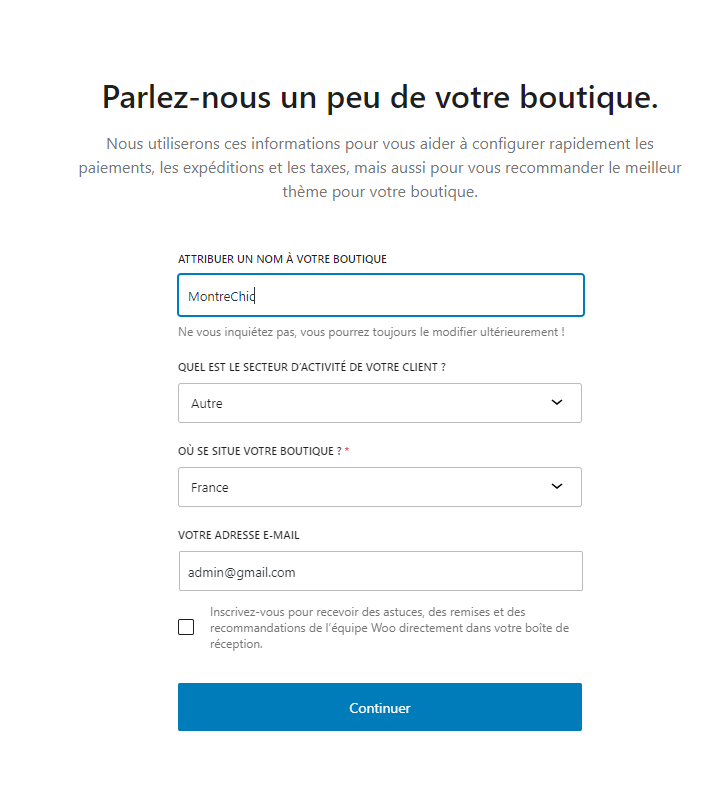 Parlez-nous un peu de votre boutique.
Nous utiliserons ces informations pour vous aider à configurer rapidement les
paiements, les expéditions et les taxes, mais aussi pour vous recommander le meilleur
thème pour votre boutique.
ATTRIBUER UN NOM À VOTRE BOUTIQUE
MontreChic
Ne vous inquiétez pas, vous pourrez toujours le modifier ultérieurement !
QUEL EST LE SECTEUR D’ACTIVITÉ DE VOTRE CLIENT ?
Autre
OÙ SE SITUE VOTRE BOUTIQUE ? *
France
VOTRE ADRESSE E-MAIL
admin@gmail.com
Inscrivez-vous pour recevoir des astuces, des remises et des
recommandations de l’équipe Woo directement dans votre boîte de
réception.
Continuer